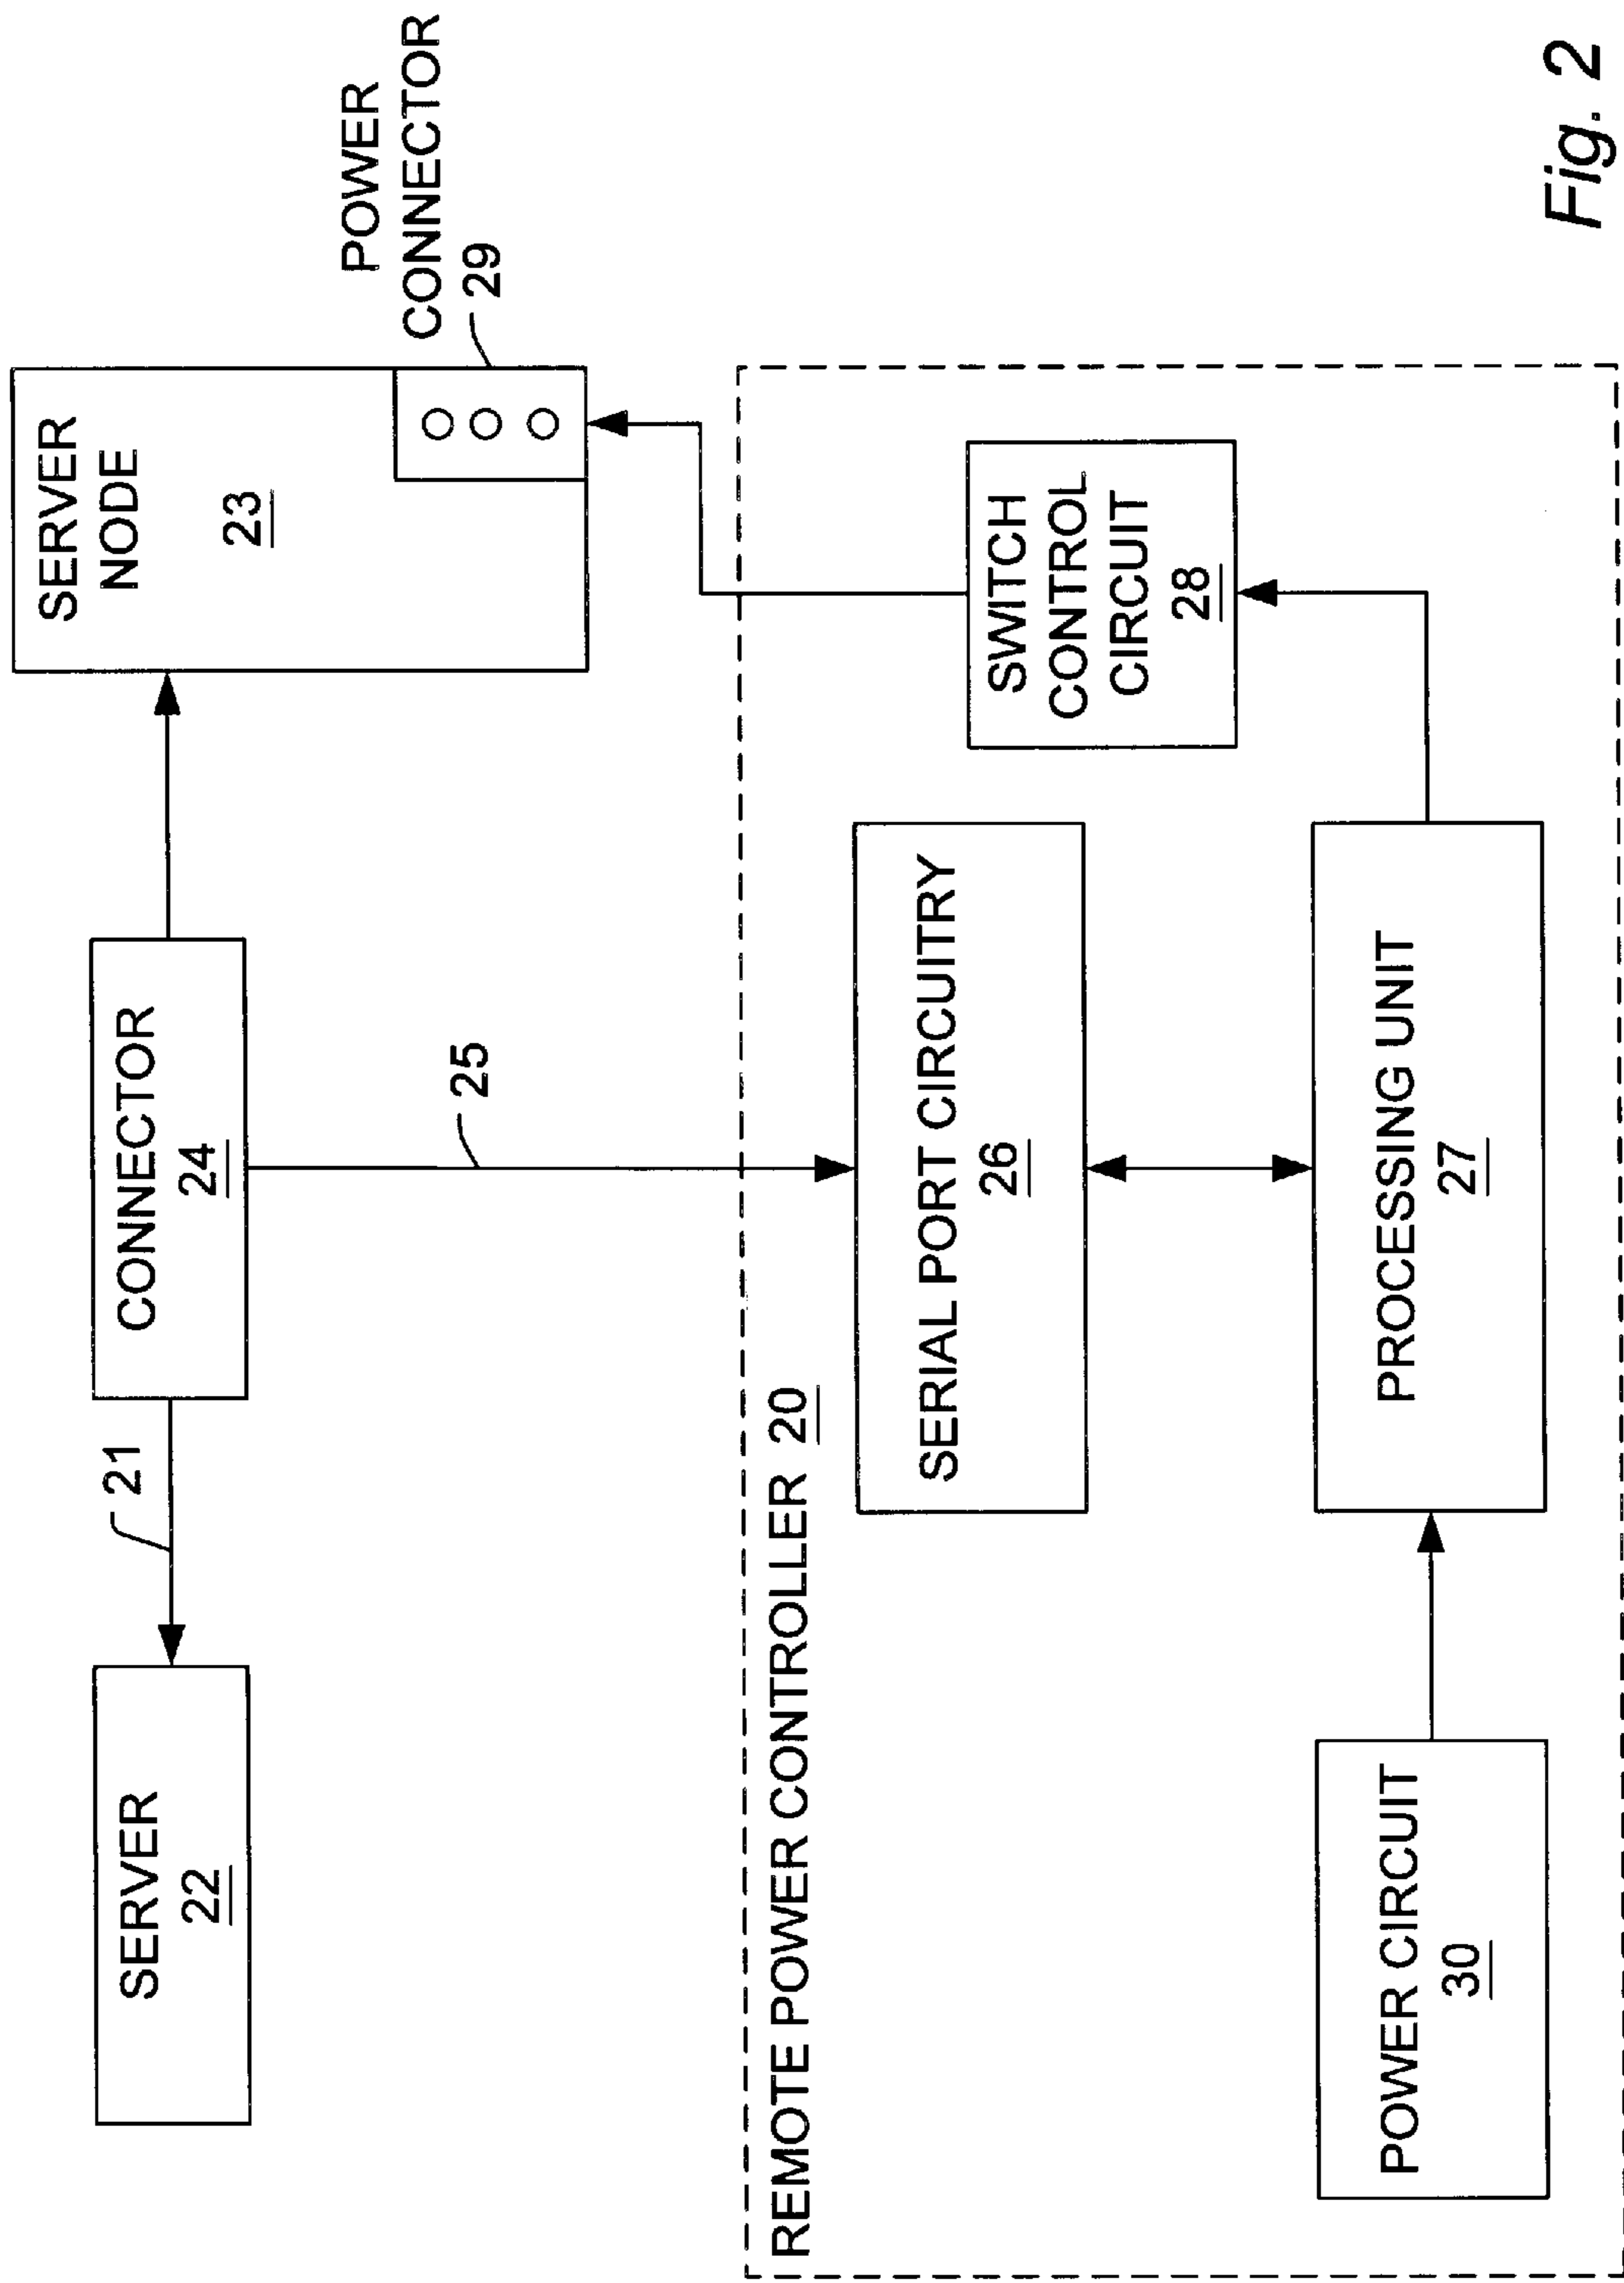 SERVER
22
21
CONNECTOR
24
SERVER
NODE
23
POWER
CONNECTOR
29
25
REMOTE POWER CONTROLLER 20
SERIAL PORT CIRCUITRY
26
SWITCH
CONTROL
CIRCUIT
28
POWER CIRCUIT
30
PROCESSING UNIT
27
Fig. 2